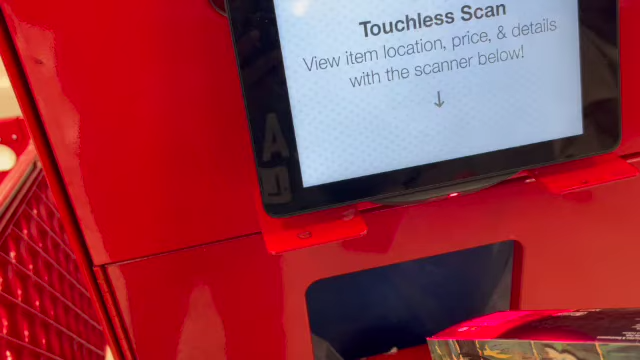 Touchless Scan
View item location, price, & details
with the scanner below!
↓